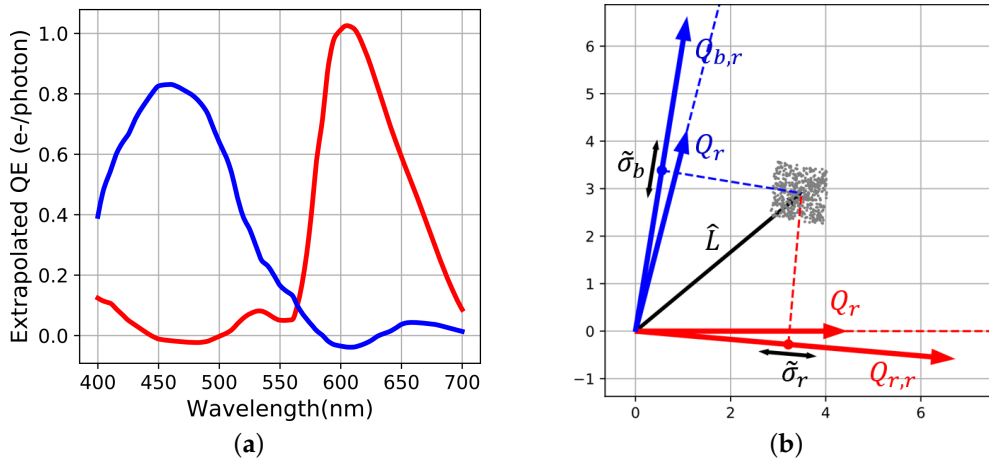 1.0
0.8
0.6
0.4
0.2
0.0
Extrapolated QE (e-/photon)
400 450 500 550 600 650 700
Wavelength(nm)
(a)
6
5
4
3
2
1
0
−1
0 2 4 6
Q_{b,r}
Q_r
σ̃_b
L̂
Q_r
σ̃_r
Q_{r,r}
(b)